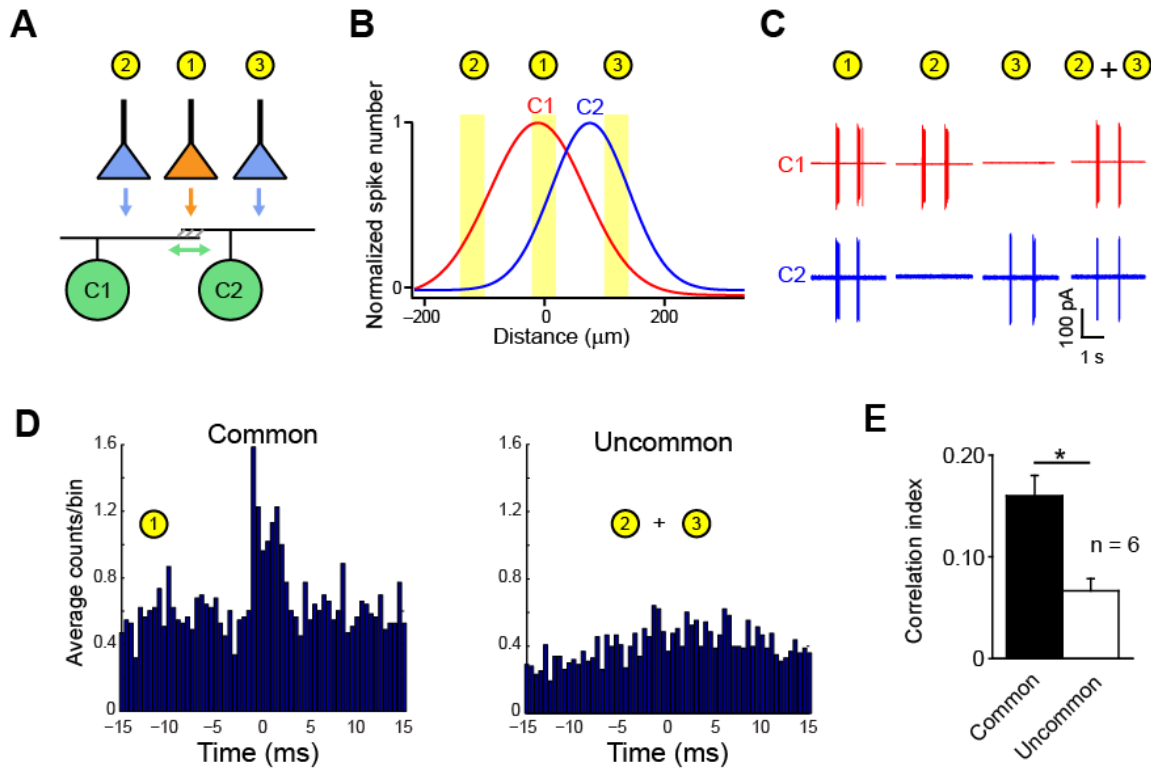 A
2 1 3
C1 C2
B
2 1 3
C1 C2
Normalized spike number
1
0
−200 0 200
Distance (μm)
C
1 2 3 2 + 3
C1
C2
100 pA
1 s
D
Common
Average counts/bin
1.6
1.2
0.8
0.4
0
1
−15 −10 −5 0 5 10 15
Time (ms)
Uncommon
1.6
1.2
0.8
0.4
0
2 + 3
−15 −10 −5 0 5 10 15
Time (ms)
E
Correlation index
0.20
0.10
0
*
n = 6
Common
Uncommon